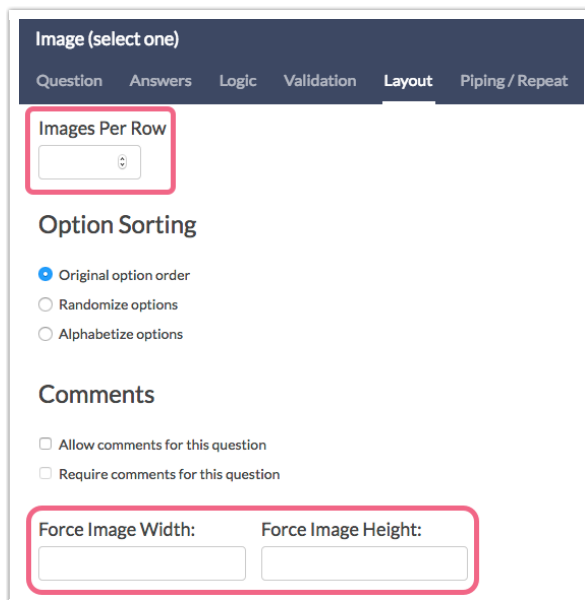 Image (select one)
Question Answers Logic Validation Layout Piping / Repeat
Images Per Row
Option Sorting
Original option order
Randomize options
Alphabetize options
Comments
Allow comments for this question
Require comments for this question
Force Image Width: Force Image Height: